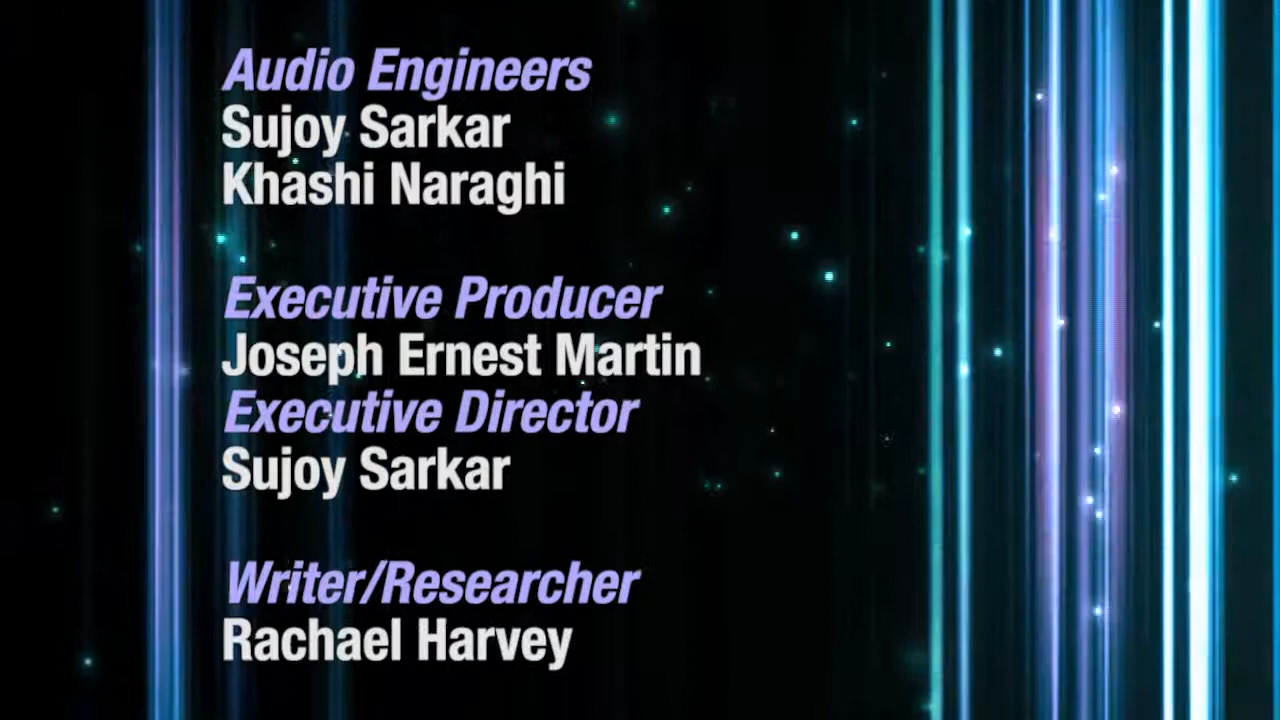 Audio Engineers
Sujoy Sarkar
Khashi Naraghi
Executive Producer
Joseph Ernest Martin
Executive Director
Sujoy Sarkar
Writer/Researcher
Rachael Harvey